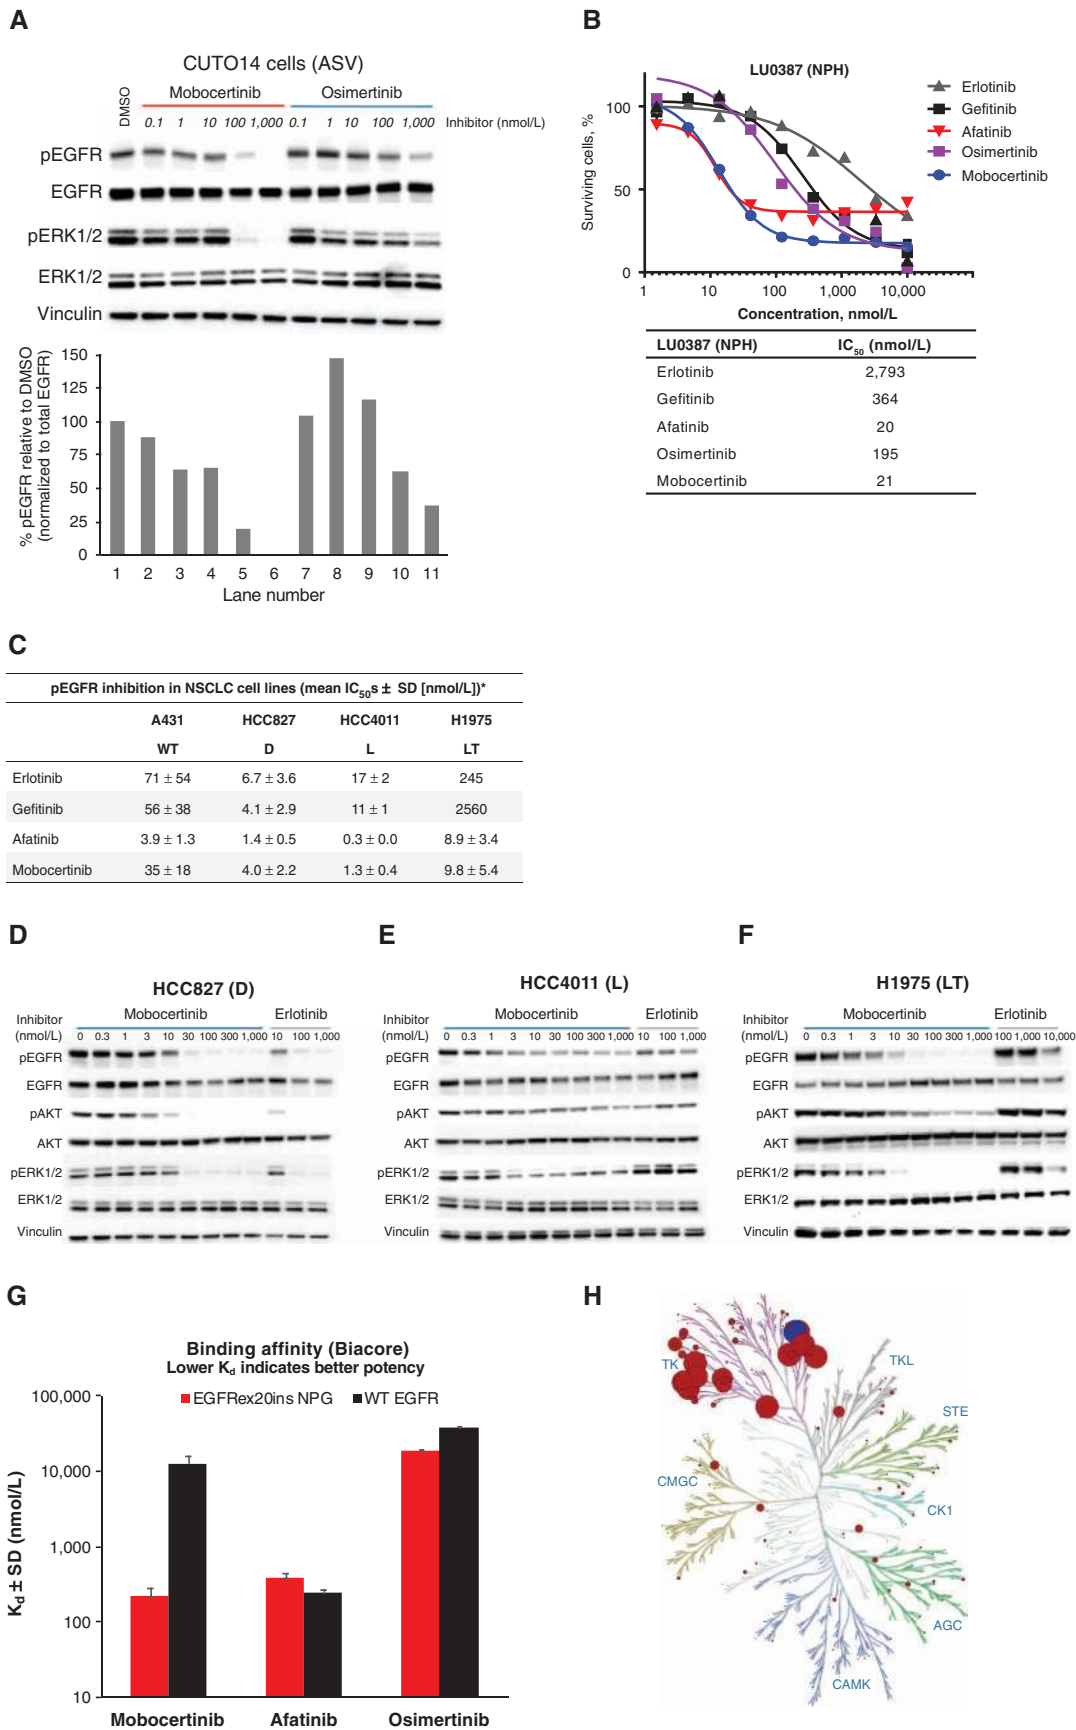 A
CUTO14 cells (ASV)
DMSO
Mobocertinib
Osimertinib
0.1 1 10 100 1,000 0.1 1 10 100 1,000 Inhibitor (nmol/L)
pEGFR
EGFR
pERK1/2
ERK1/2
Vinculin
% pEGFR relative to DMSO
(normalized to total EGFR)
150
125
100
75
50
25
0
1 2 3 4 5 6 7 8 9 10 11
Lane number
B
LU0387 (NPH)
Surviving cells, %
100
50
0
1 10 100 1,000 10,000
Concentration, nmol/L
Erlotinib
Gefitinib
Afatinib
Osimertinib
Mobocertinib
LU0387 (NPH) IC50 (nmol/L)
Erlotinib 2,793
Gefitinib 364
Afatinib 20
Osimertinib 195
Mobocertinib 21
C
pEGFR inhibition in NSCLC cell lines (mean IC50s ± SD [nmol/L])*
A431 HCC827 HCC4011 H1975
WT D L LT
Erlotinib 71 ± 54 6.7 ± 3.6 17 ± 2 245
Gefitinib 56 ± 38 4.1 ± 2.9 11 ± 1 2560
Afatinib 3.9 ± 1.3 1.4 ± 0.5 0.3 ± 0.0 8.9 ± 3.4
Mobocertinib 35 ± 18 4.0 ± 2.2 1.3 ± 0.4 9.8 ± 5.4
D
HCC827 (D)
Mobocertinib Erlotinib
Inhibitor
(nmol/L) 0 0.3 1 3 10 30 100 300 1,000 10 100 1,000
pEGFR
EGFR
pAKT
AKT
pERK1/2
ERK1/2
Vinculin
E
HCC4011 (L)
Mobocertinib Erlotinib
Inhibitor
(nmol/L) 0 0.3 1 3 10 30 100 300 1,000 10 100 1,000
pEGFR
EGFR
pAKT
AKT
pERK1/2
ERK1/2
Vinculin
F
H1975 (LT)
Mobocertinib Erlotinib
Inhibitor
(nmol/L) 0 0.3 1 3 10 30 100 300 1,000 100 1,000 10,000
pEGFR
EGFR
pAKT
AKT
pERK1/2
ERK1/2
Vinculin
G
Binding affinity (Biacore)
Lower Kd indicates better potency
EGFRex20ins NPG WT EGFR
Kd ± SD (nmol/L)
100,000
10,000
1,000
100
10
Mobocertinib Afatinib Osimertinib
H
TK
TKL
STE
CMGC
CK1
AGC
CAMK